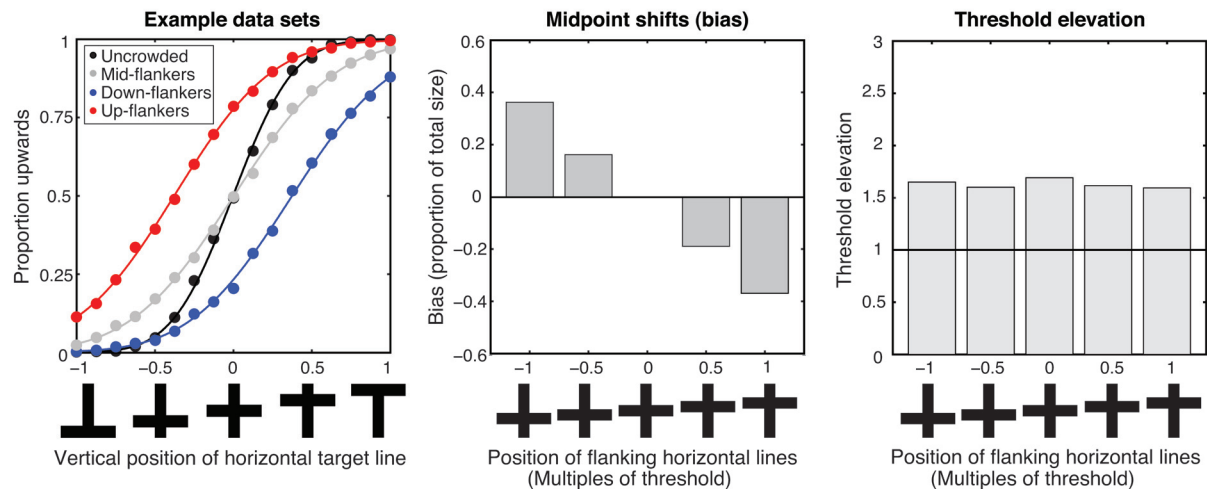 Example data sets
1
0.75
0.5
0.25
0
Proportion upwards
Uncrowded
Mid-flankers
Down-flankers
Up-flankers
−1 −0.5 0 0.5 1
Vertical position of horizontal target line
Midpoint shifts (bias)
0.6
0.4
0.2
0
−0.2
−0.4
−0.6
Bias (proportion of total size)
−1 −0.5 0 0.5 1
Position of flanking horizontal lines
(Multiples of threshold)
Threshold elevation
3
2.5
2
1.5
1
0.5
0
Threshold elevation
−1 −0.5 0 0.5 1
Position of flanking horizontal lines
(Multiples of threshold)